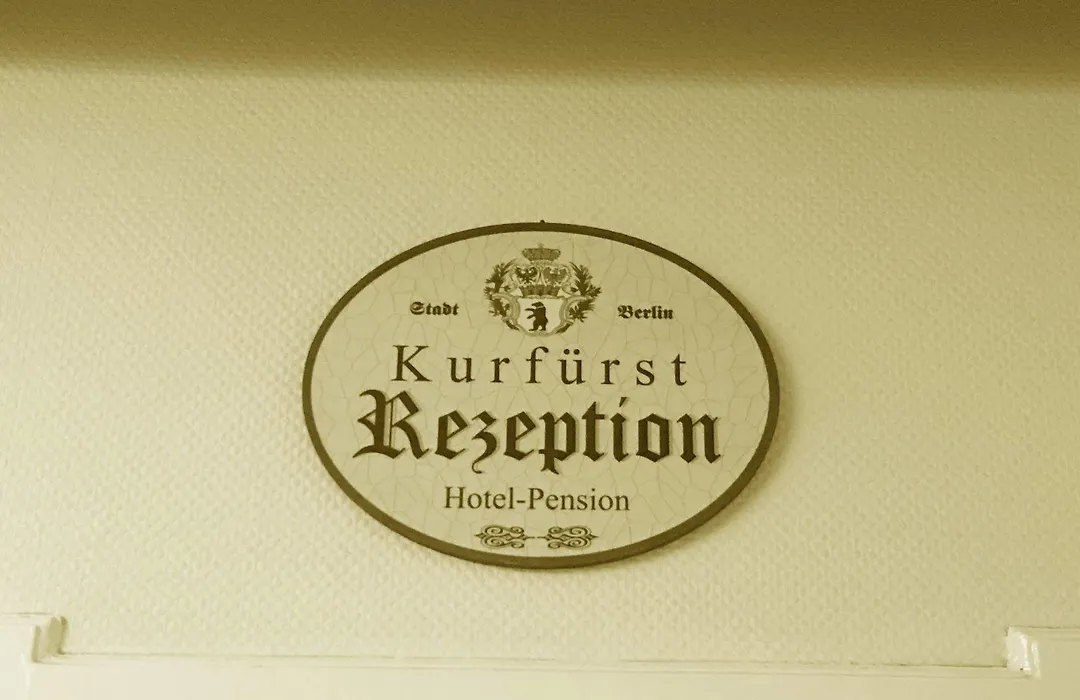 Stadt Berlin
Kurfürst
Rezeption
Hotel-Pension